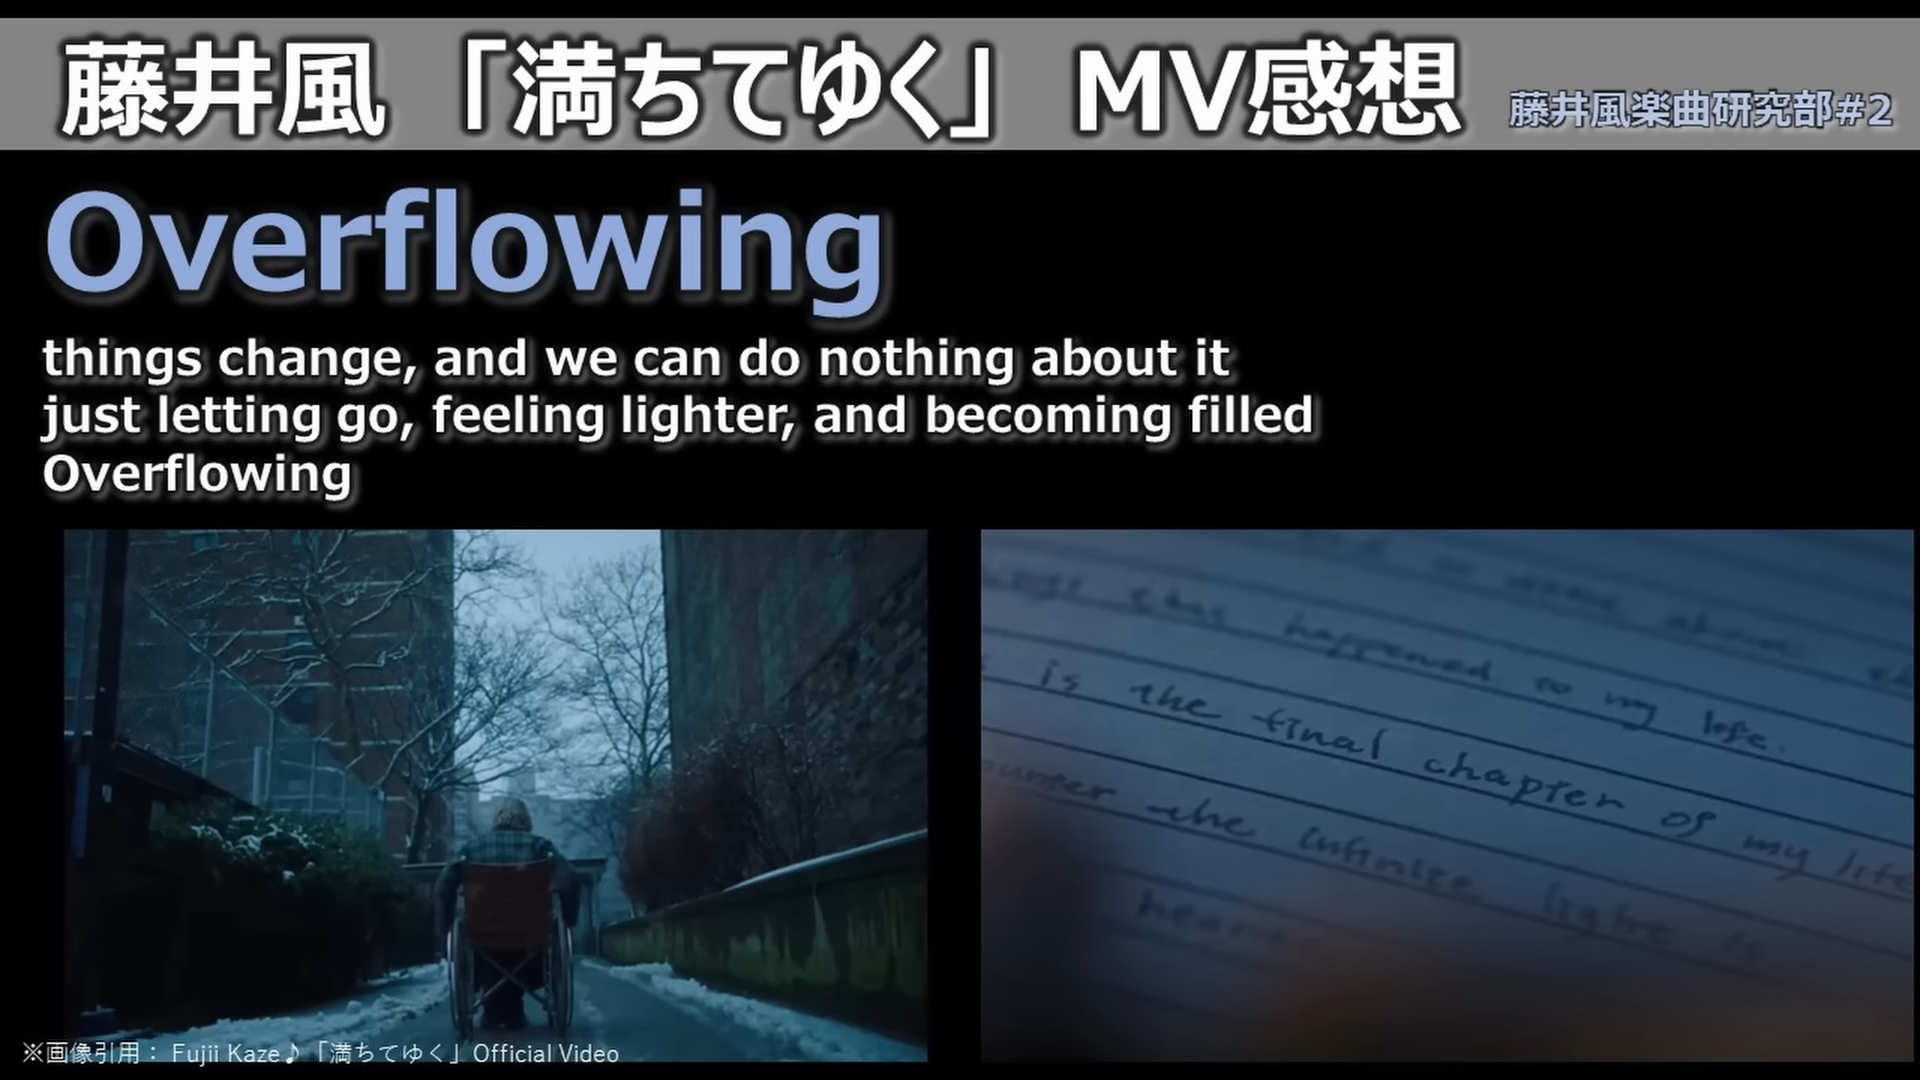 藤井風 「満ちてゆく」 MV感想 藤井風楽曲研究部#2
Overflowing
things change, and we can do nothing about it
just letting go, feeling lighter, and becoming filled
Overflowing
that happened to my life.
is the final chapter of my life
the infinite light is
※画像引用： Fujii Kaze♪「満ちてゆく」Official Video